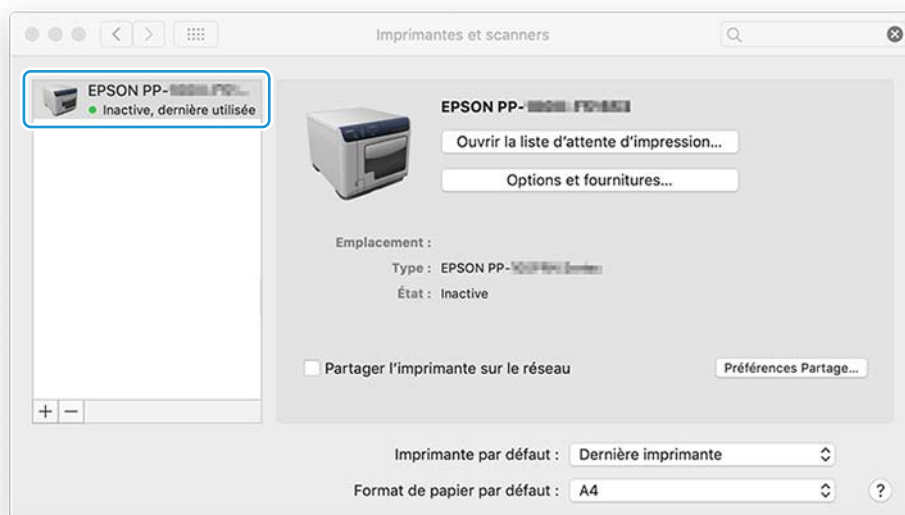 Imprimantes et scanners
EPSON PP-
Inactive, dernière utilisée
EPSON PP-
Ouvrir la liste d'attente d'impression...
Options et fournitures...
Emplacement :
Type : EPSON PP-
État : Inactive
Partager l'imprimante sur le réseau
Préférences Partage...
Imprimante par défaut : Dernière imprimante
Format de papier par défaut : A4
?